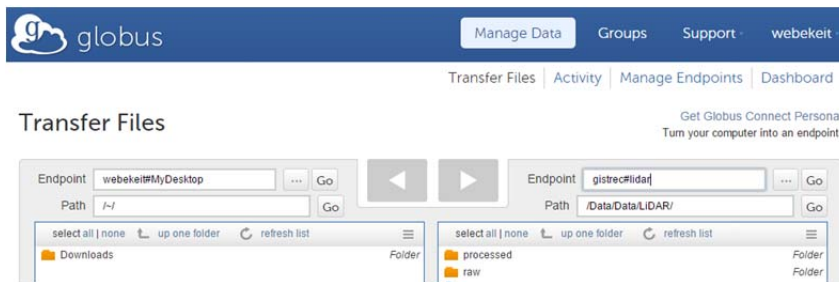 globus
Manage Data Groups Support webekeit
Transfer Files Activity Manage Endpoints Dashboard
Transfer Files
Get Globus Connect Persona
Turn your computer into an endpoint
Endpoint webekeit#MyDesktop ... Go
Path /~/ Go
select all | none up one folder refresh list
Downloads Folder
Endpoint gistrec#lidar ... Go
Path /Data/Data/LiDAR/ Go
select all | none up one folder refresh list
processed Folder
raw Folder